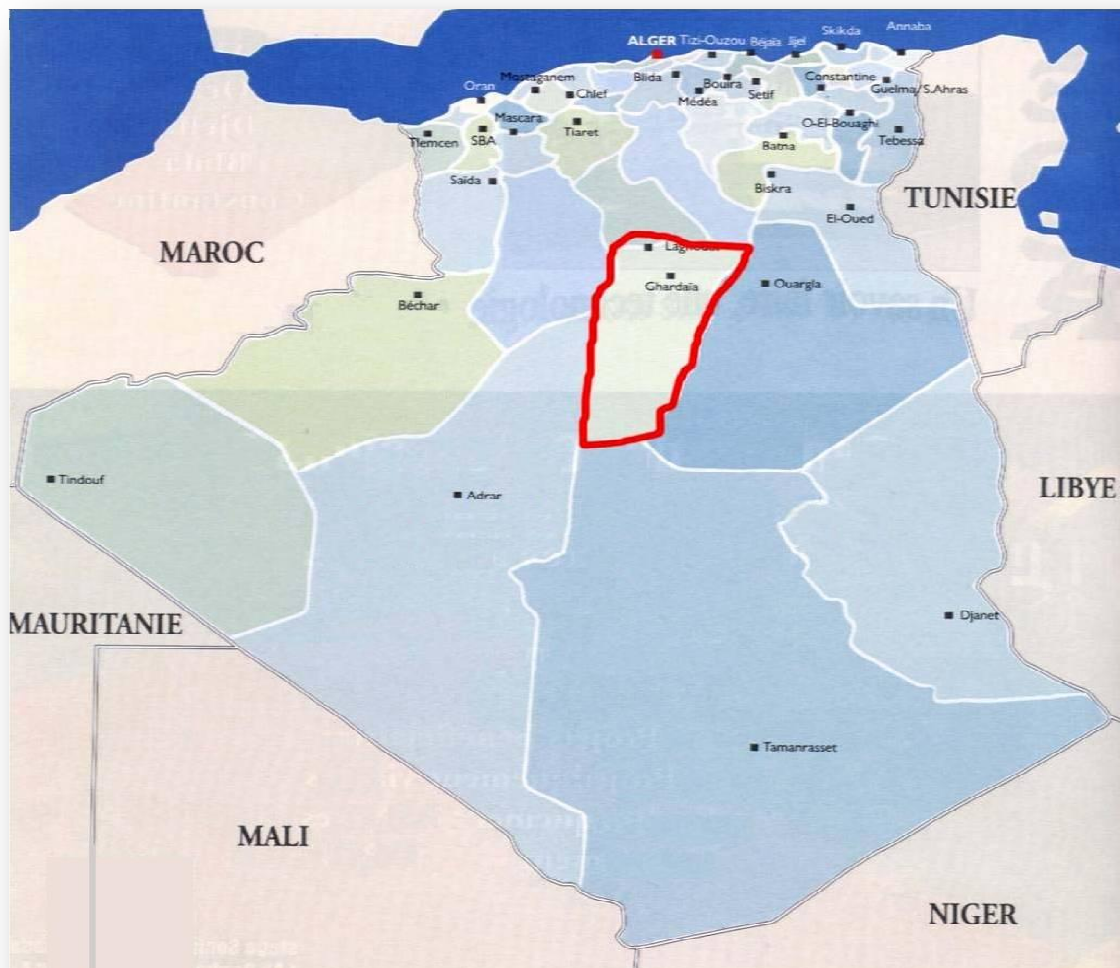 Annaba
Skikda
ALGER Tizi-Ouzou Béjaïa Jijel
Blida
Bouira
Setif
Constantine
Guelma/S.Ahras
Médéa
Mostaganem
Oran
Chlef
Mascara
Tiaret
Tlemcen
SBA
O-El-Bouaghi
Tebessa
Batna
Saïda
Biskra
El-Oued
TUNISIE
MAROC
Laghouat
Ghardaïa
Ouargla
Béchar
Tindouf
Adrar
LIBYE
Djanet
MAURITANIE
Tamanrasset
MALI
NIGER